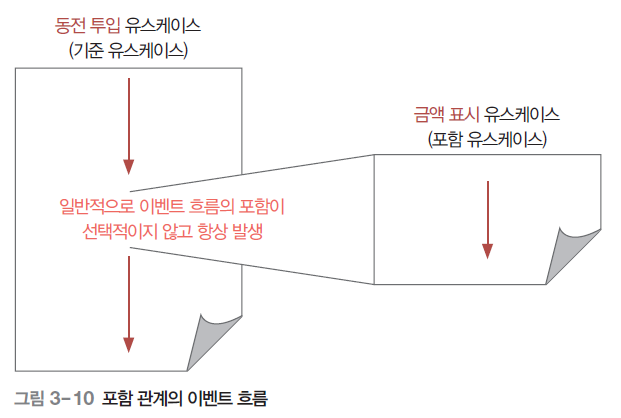 동전 투입 유스케이스
(기준 유스케이스)
금액 표시 유스케이스
(포함 유스케이스)
일반적으로 이벤트 흐름의 포함이
선택적이지 않고 항상 발생
그림 3-10 포함 관계의 이벤트 흐름